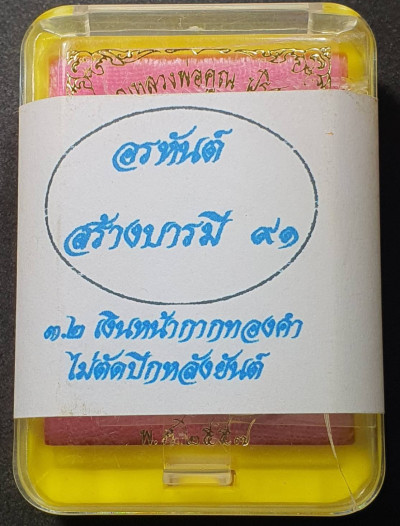 หลวงพ่อคูณ
อรหันต์
สร้างบารมี ๙๑
๓.๒ เงินหน้ากากทองคำ
ไม่ตัดปีกหลังยันต์